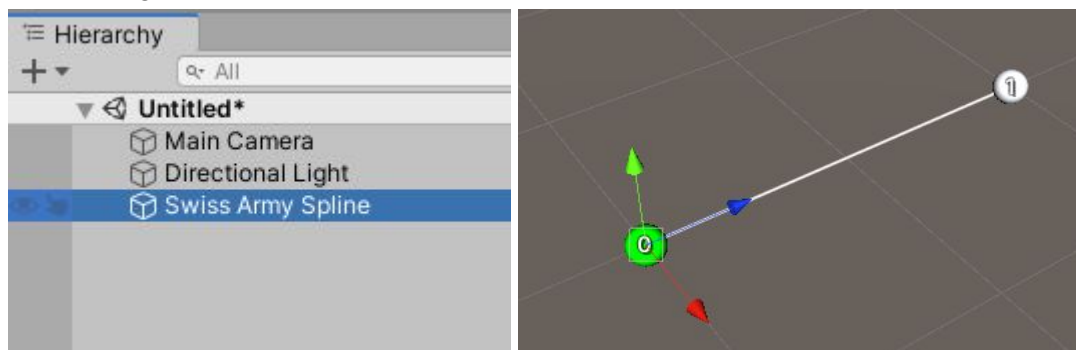 Hierarchy
All
Untitled*
Main Camera
Directional Light
Swiss Army Spline
1
0